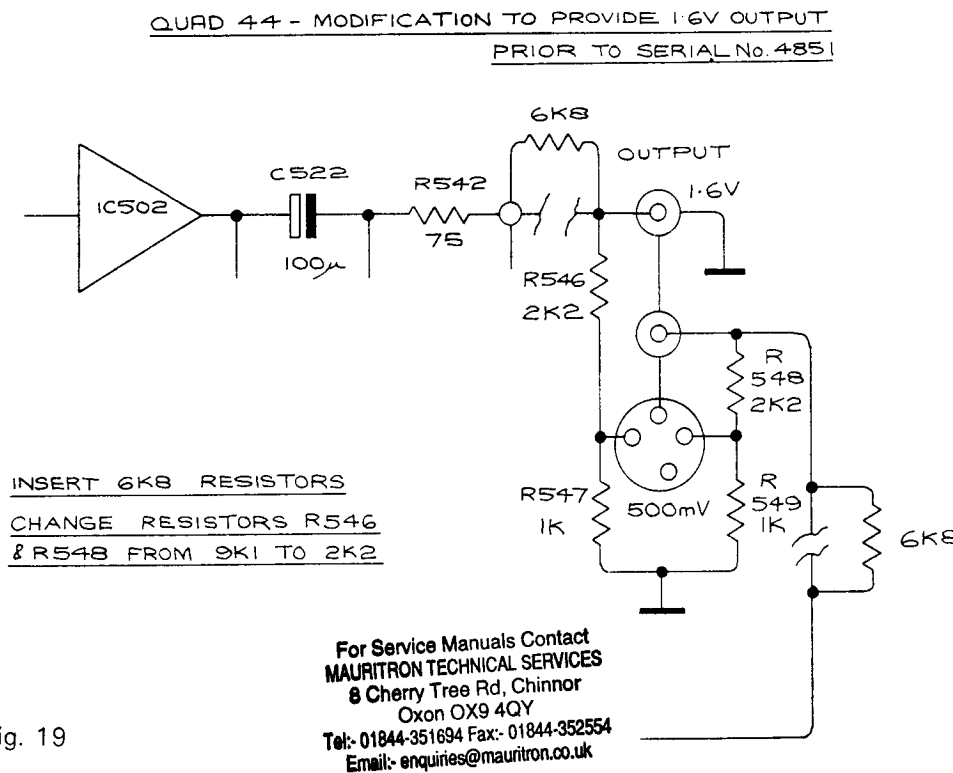 QUAD 44 - MODIFICATION TO PROVIDE 1·6V OUTPUT
PRIOR TO SERIAL No. 4851
6K8
OUTPUT
1·6V
IC502
C522
100µ
R542
75
R546
2K2
R
548
2K2
R547
1K
500mV
R
549
1K
6K8
INSERT 6K8 RESISTORS
CHANGE RESISTORS R546
& R548 FROM 9K1 TO 2K2
For Service Manuals Contact
MAURITRON TECHNICAL SERVICES
8 Cherry Tree Rd, Chinnor
Oxon OX9 4QY
Tel:- 01844-351694 Fax:- 01844-352554
Email:- enquiries@mauritron.co.uk
ig. 19